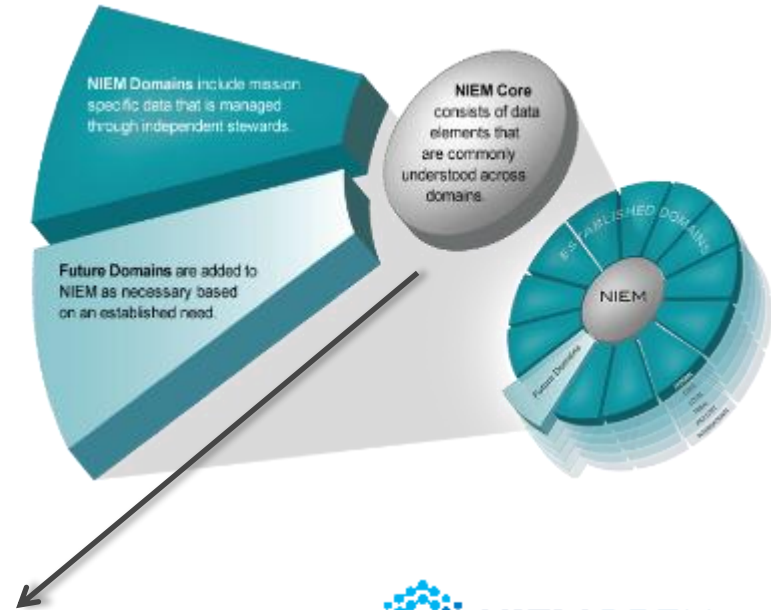 NIEM Domains include mission
specific data that is managed
through independent stewards.
NIEM Core
consists of data
elements that
are commonly
understood across
domains.
Future Domains are added to
NIEM as necessary based
on an established need.
ESTABLISHED DOMAINS
NIEM
Future Domains